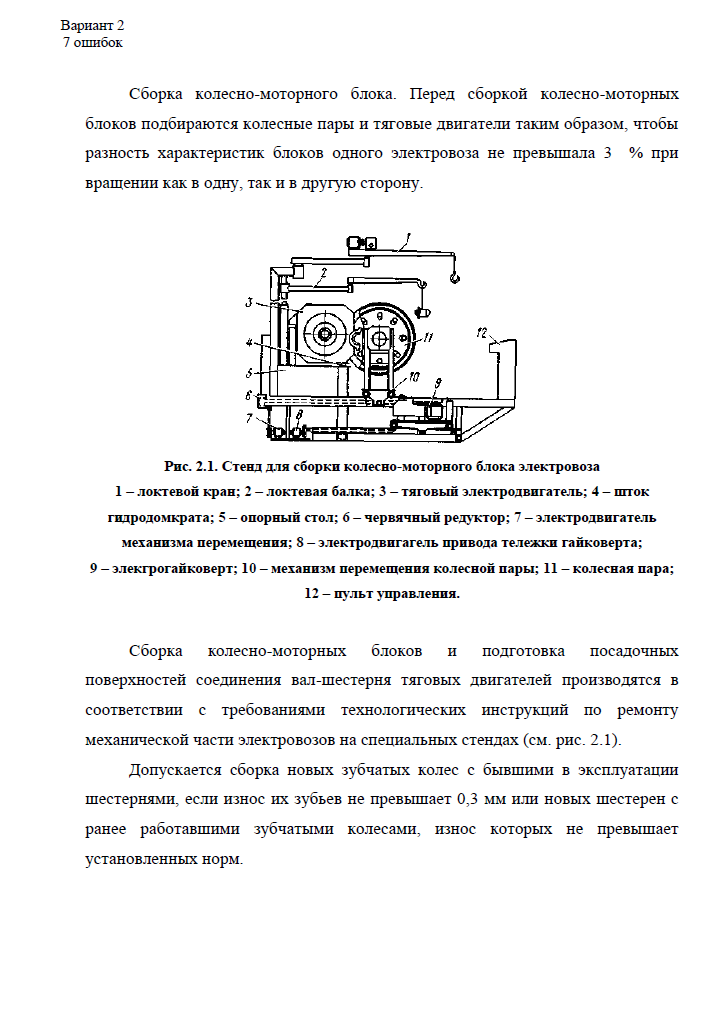 Вариант 2
7 ошибок
Сборка колесно-моторного блока. Перед сборкой колесно-моторных
блоков подбираются колесные пары и тяговые двигатели таким образом, чтобы
разность характеристик блоков одного электровоза не превышала 3 % при
вращении как в одну, так и в другую сторону.
1
2
3
4
11
12
5
10
9
6
7
8
Рис. 2.1. Стенд для сборки колесно-моторного блока электровоза
1 – локтевой кран; 2 – локтевая балка; 3 – тяговый электродвигатель; 4 – шток
гидродомкрата; 5 – опорный стол; 6 – червячный редуктор; 7 – электродвигатель
механизма перемещения; 8 – электродвигагель привода тележки гайковерта;
9 – элекгрогайковерт; 10 – механизм перемещения колесной пары; 11 – колесная пара;
12 – пульт управления.
Сборка колесно-моторных блоков и подготовка посадочных
поверхностей соединения вал-шестерня тяговых двигателей производятся в
соответствии с требованиями технологических инструкций по ремонту
механической части электровозов на специальных стендах (см. рис. 2.1).
Допускается сборка новых зубчатых колес с бывшими в эксплуатации
шестернями, если износ их зубьев не превышает 0,3 мм или новых шестерен с
ранее работавшими зубчатыми колесами, износ которых не превышает
установленных норм.